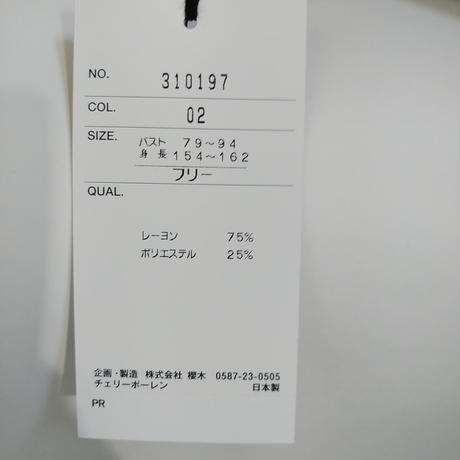 NO. 310197
COL. 02
SIZE. バスト 79～94
身長 154～162
フリー
QUAL.
レーヨン 75%
ポリエステル 25%
企画・製造 株式会社 櫻木 0587-23-0505
チェリーボーレン 日本製
PR